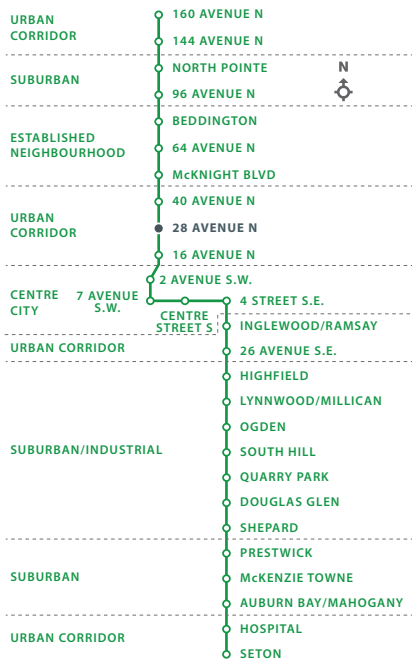 URBAN
CORRIDOR
160 AVENUE N
144 AVENUE N
SUBURBAN
NORTH POINTE
96 AVENUE N
N
ESTABLISHED
NEIGHBOURHOOD
BEDDINGTON
64 AVENUE N
McKNIGHT BLVD
URBAN
CORRIDOR
40 AVENUE N
28 AVENUE N
16 AVENUE N
CENTRE
CITY
2 AVENUE S.W.
7 AVENUE
S.W.
CENTRE
STREET S
4 STREET S.E.
URBAN CORRIDOR
INGLEWOOD/RAMSAY
26 AVENUE S.E.
SUBURBAN/INDUSTRIAL
HIGHFIELD
LYNNWOOD/MILLICAN
OGDEN
SOUTH HILL
QUARRY PARK
DOUGLAS GLEN
SHEPARD
SUBURBAN
PRESTWICK
McKENZIE TOWNE
AUBURN BAY/MAHOGANY
URBAN CORRIDOR
HOSPITAL
SETON